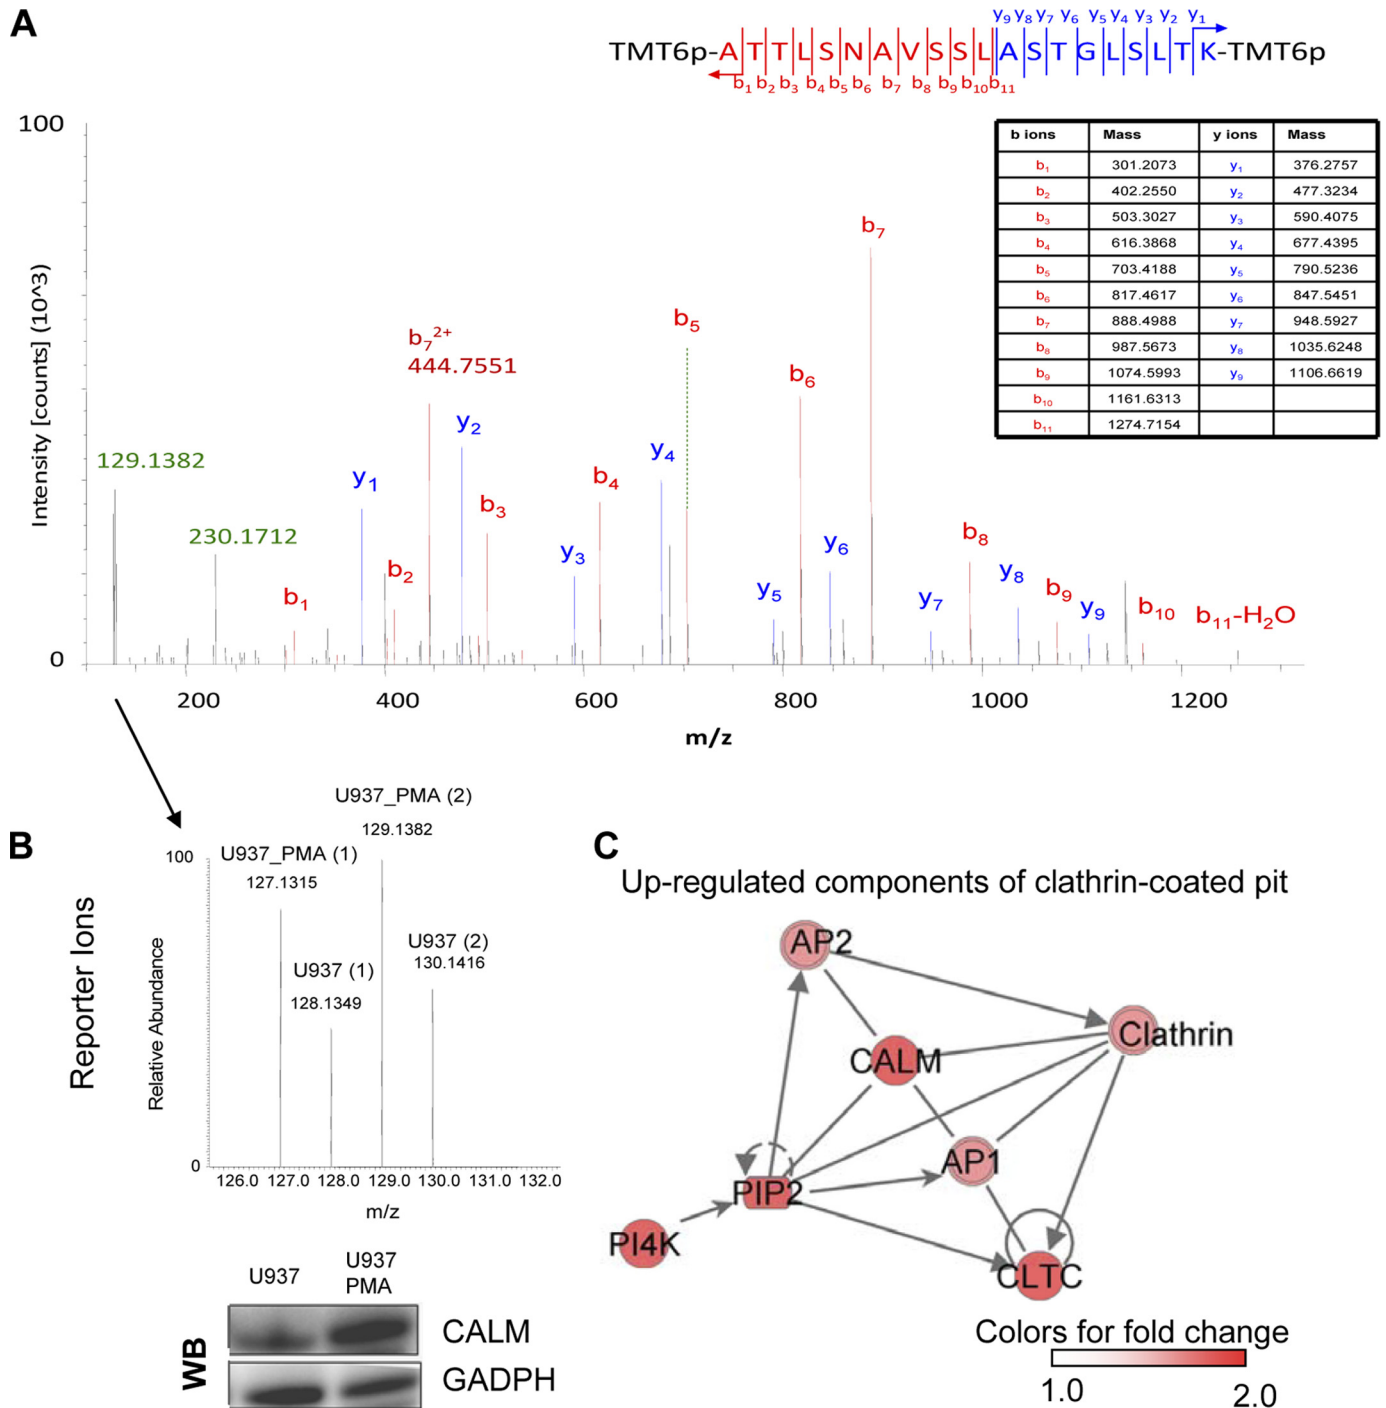 A
y9 y8 y7 y6 y5 y4 y3 y2 y1
TMT6p-ATTLSNAVSSLASTGLSLTK-TMT6p
b1 b2 b3 b4 b5 b6 b7 b8 b9 b10 b11
b ions Mass y ions Mass
b1 301.2073 y1 376.2757
b2 402.2550 y2 477.3234
b3 503.3027 y3 590.4075
b4 616.3868 y4 677.4395
b5 703.4188 y5 790.5236
b6 817.4617 y6 847.5451
b7 888.4988 y7 948.5927
b8 987.5673 y8 1035.6248
b9 1074.5993 y9 1106.6619
b10 1161.6313
b11 1274.7154
100
Intensity [counts] (10^3)
0
129.1382
230.1712
b1
y1
b2
b7 2+
444.7551
y2
b3
y3
b4
y4
b5
y5
b6
y6
b7
y7
b8
y8
b9
y9
b10
b11-H2O
200 400 600 800 1000 1200
m/z
B
Reporter Ions
Relative Abundance
100
0
U937_PMA (2)
129.1382
U937_PMA (1)
127.1315
U937 (2)
130.1416
U937 (1)
128.1349
126.0 127.0 128.0 129.0 130.0 131.0 132.0
m/z
U937
U937
PMA
WB
CALM
GADPH
C
Up-regulated components of clathrin-coated pit
AP2
Clathrin
CALM
AP1
PIP2
PI4K
CLTC
Colors for fold change
1.0 2.0